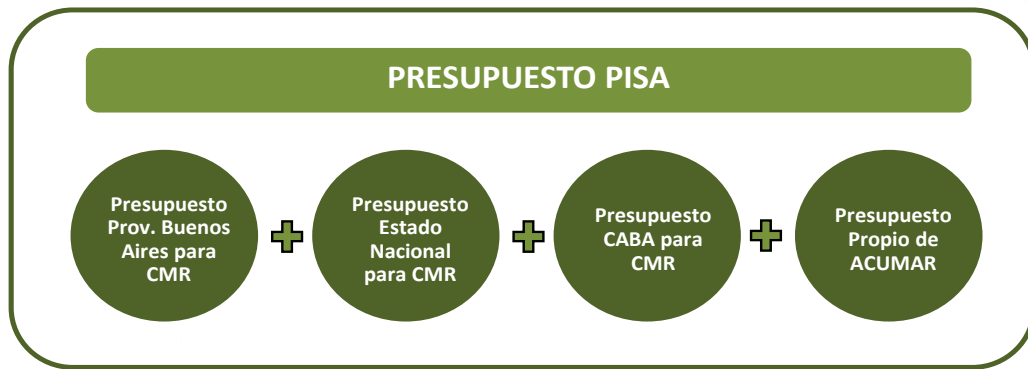 PRESUPUESTO PISA
Presupuesto
Prov. Buenos
Aires para
CMR
Presupuesto
Estado
Nacional
para CMR
Presupuesto
CABA para
CMR
Presupuesto
Propio de
ACUMAR